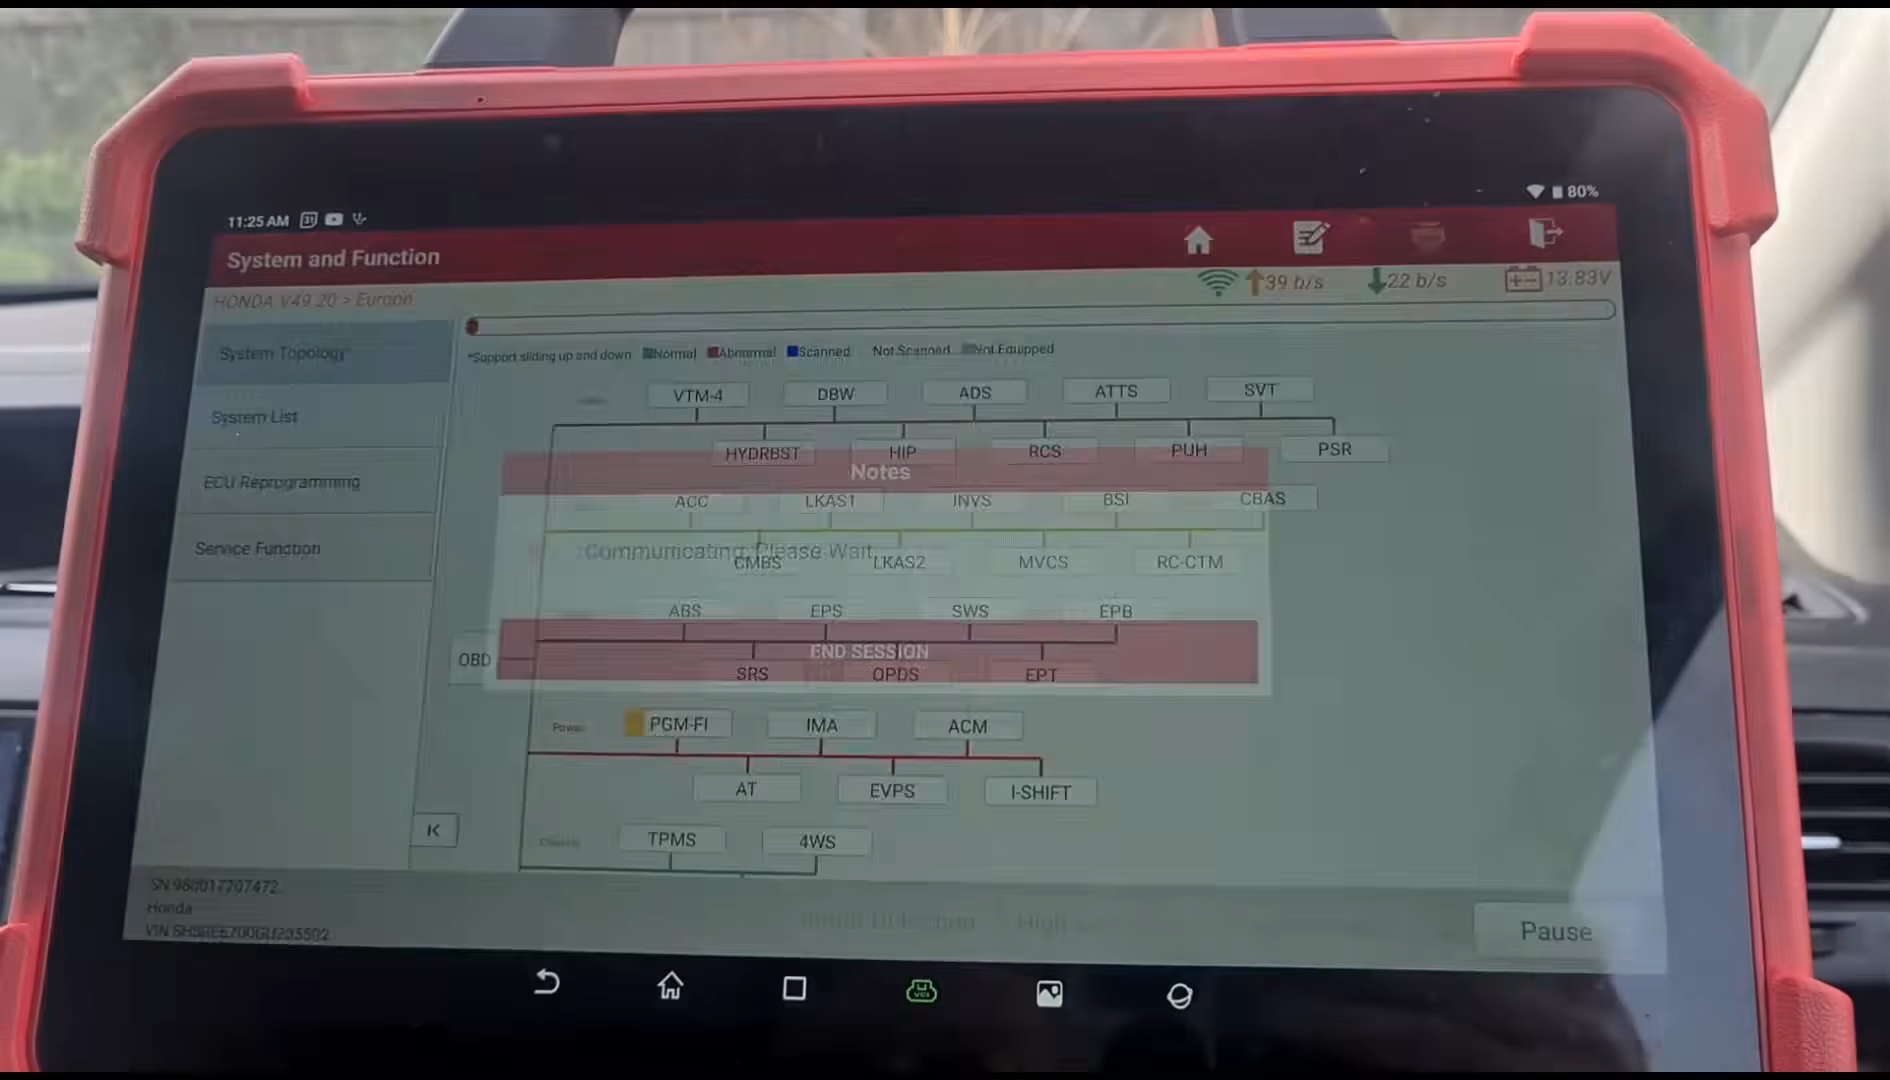 11:25 AM 31
80%
System and Function
HONDA V49.20 > Europe
39 b/s 22 b/s 13.83V
System Topology
*Support sliding up and down Normal Abnormal Scanned Not Scanned Not Equipped
VTM-4 DBW ADS ATTS SVT
System List
HYDRBST HIP RCS PUH PSR
Notes
ECU Reprogramming
ACC LKAS1 INVS BSI CBAS
Service Function
Communicating, Please Wait...
CMBS LKAS2 MVCS RC-CTM
ABS EPS SWS EPB
OBD
END SESSION
SRS OPDS EPT
Power PGM-FI IMA ACM
AT EVPS I-SHIFT
Chassis TPMS 4WS
Honda
Pause
VCI